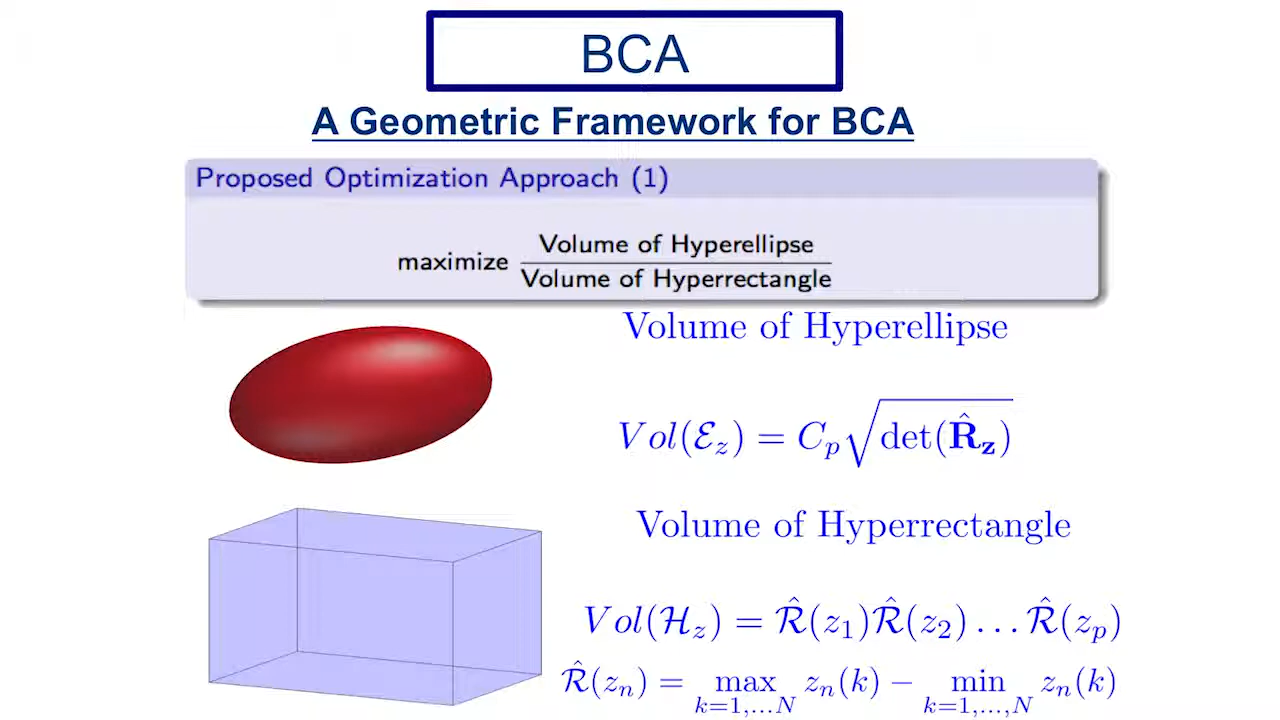 BCA
A Geometric Framework for BCA
Proposed Optimization Approach (1)
maximize Volume of Hyperellipse / Volume of Hyperrectangle
Volume of Hyperellipse
Vol(ℰ_z) = C_p √det(R̂_z)
Volume of Hyperrectangle
Vol(ℋ_z) = ℛ̂(z_1)ℛ̂(z_2)...ℛ̂(z_p)
ℛ̂(z_n) = max_{k=1,...N} z_n(k) − min_{k=1,...,N} z_n(k)